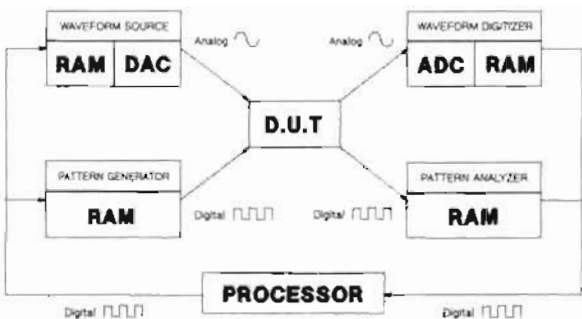 WAVEFORM SOURCE
RAM DAC
Analog
Analog
WAVEFORM DIGITIZER
ADC RAM
D.U.T
PATTERN GENERATOR
RAM
Digital
Digital
PATTERN ANALYZER
RAM
PROCESSOR
Digital
Digital